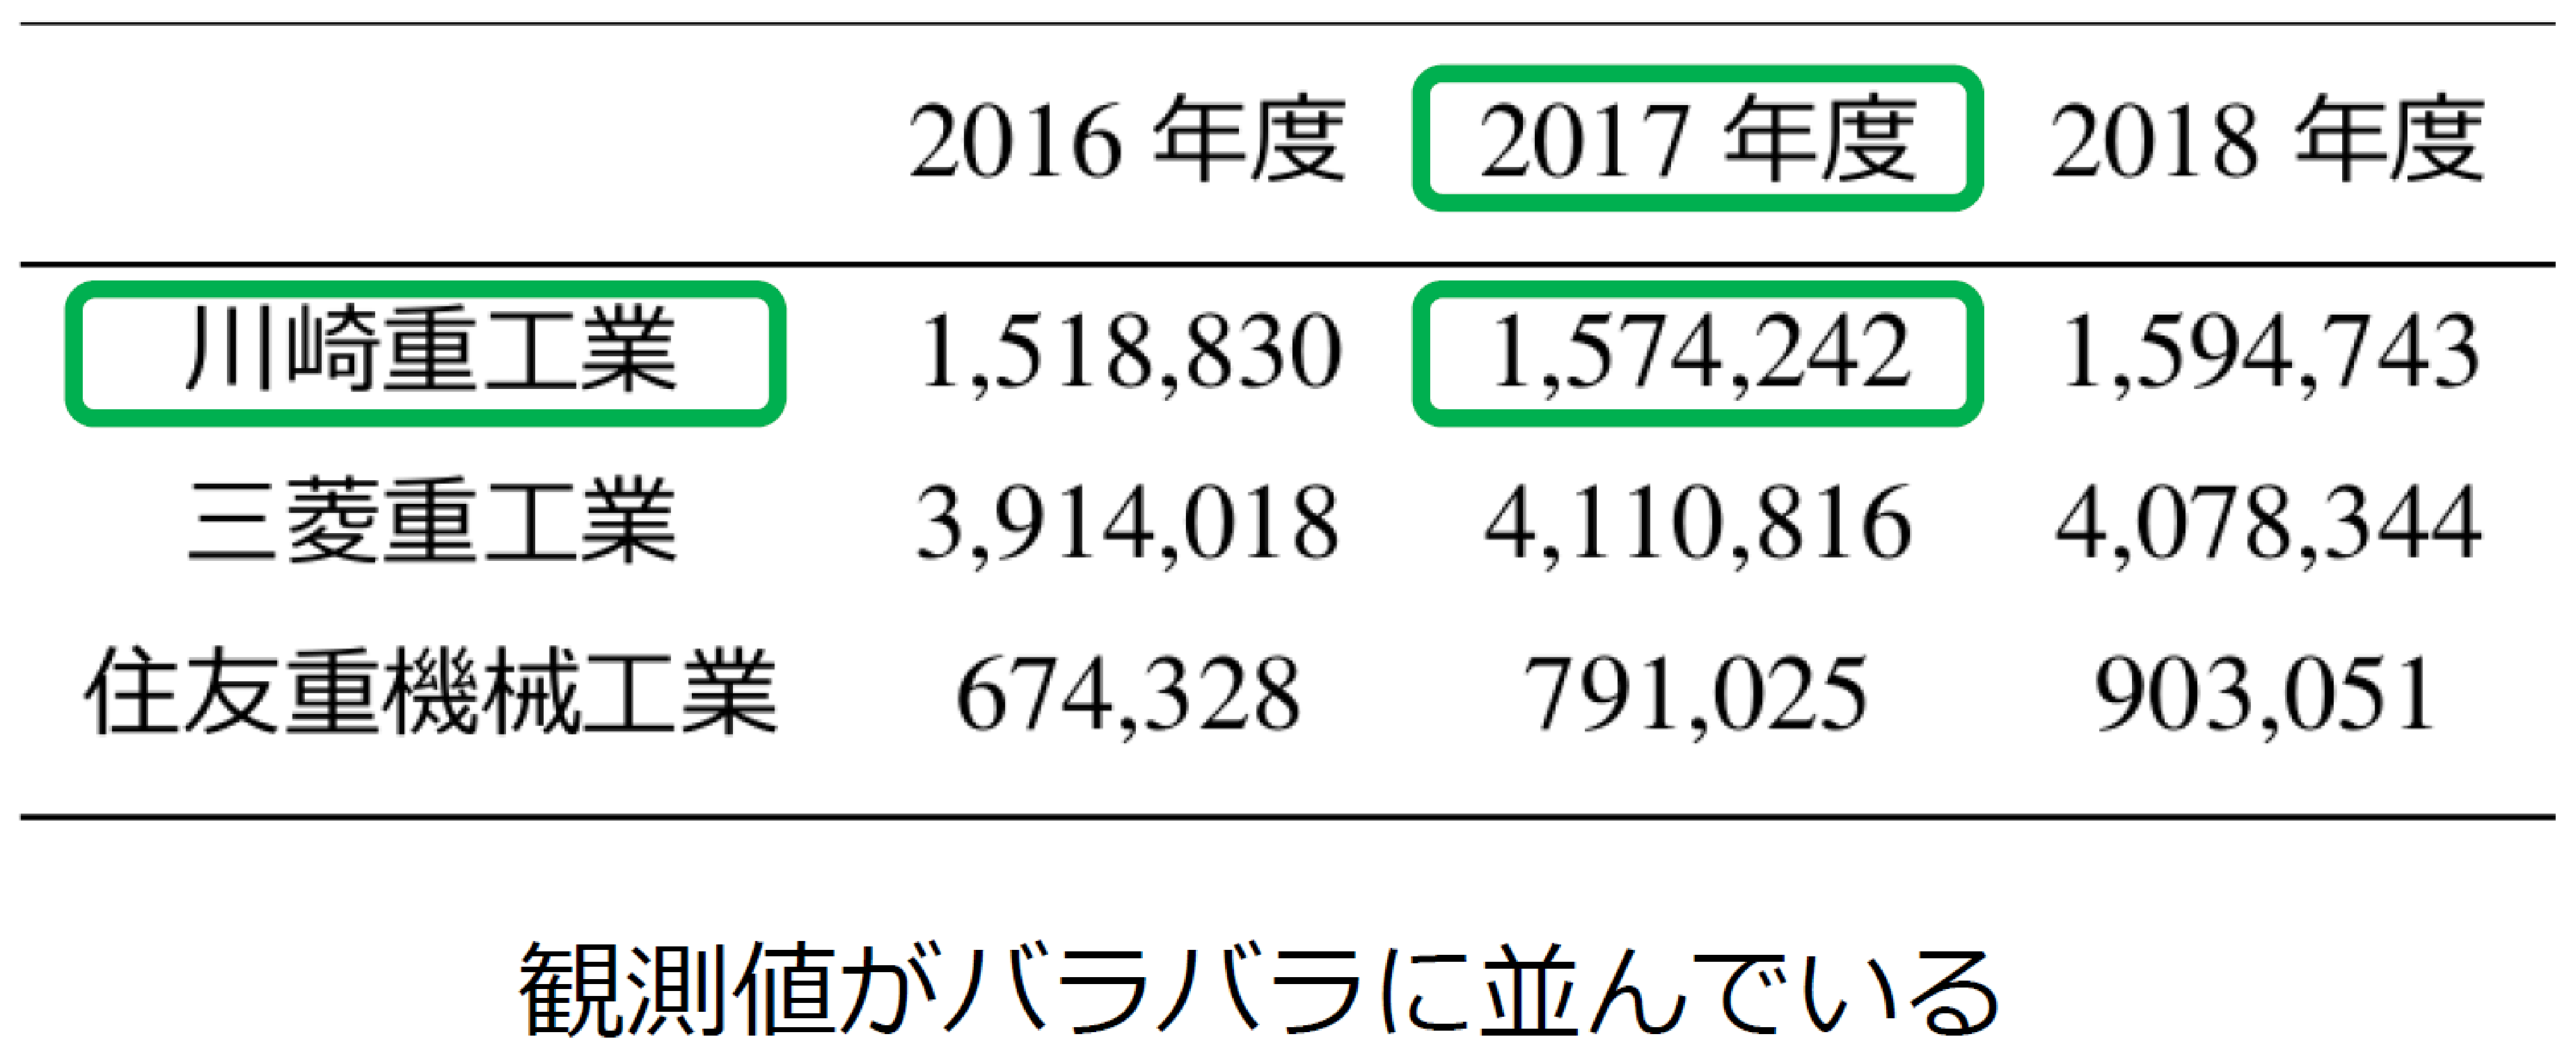 2016 年度 2017 年度 2018 年度
川崎重工業 1,518,830 1,574,242 1,594,743
三菱重工業 3,914,018 4,110,816 4,078,344
住友重機械工業 674,328 791,025 903,051
観測値がバラバラに並んでいる